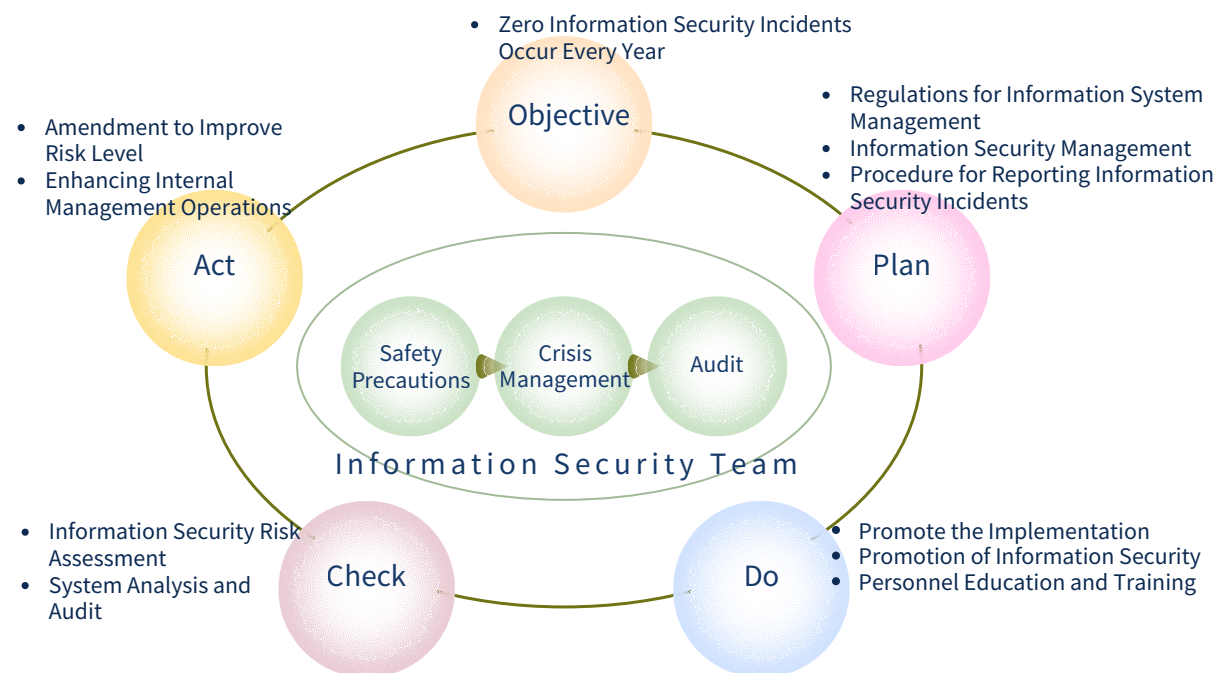 • Zero Information Security Incidents
Occur Every Year
Objective
• Regulations for Information System
Management
• Information Security Management
• Procedure for Reporting Information
Security Incidents
Plan
• Amendment to Improve
Risk Level
• Enhancing Internal
Management Operations
Act
Safety
Precautions
Crisis
Management
Audit
Information Security Team
• Information Security Risk
Assessment
• System Analysis and
Audit
Check
Do
• Promote the Implementation
• Promotion of Information Security
• Personnel Education and Training